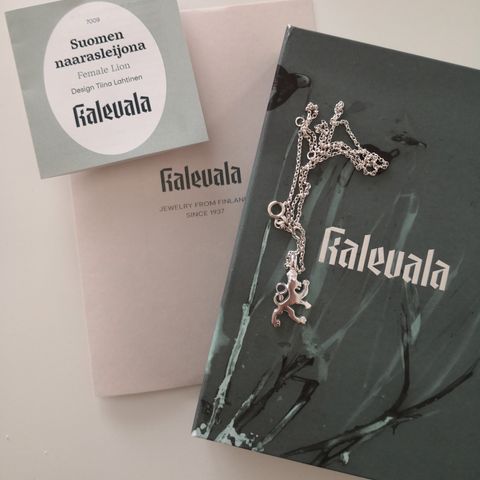 7009
Suomen
naarasleijona
Female Lion
Design Tiina Lahtinen
Kalevala
Kalevala
JEWELRY FROM FINLAND
SINCE 1937
Kalevala